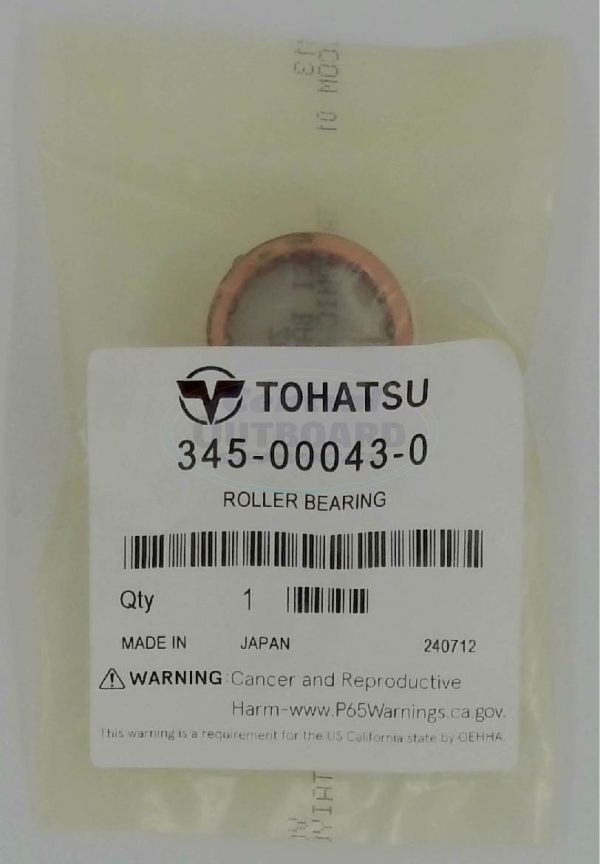 TOHATSU
OUTBOARD
345-00043-0
ROLLER BEARING
Qty 1
MADE IN JAPAN 240712
WARNING: Cancer and Reproductive
Harm-www.P65Warnings.ca.gov.
This warning is a requirement for the US California state by OEHHA.